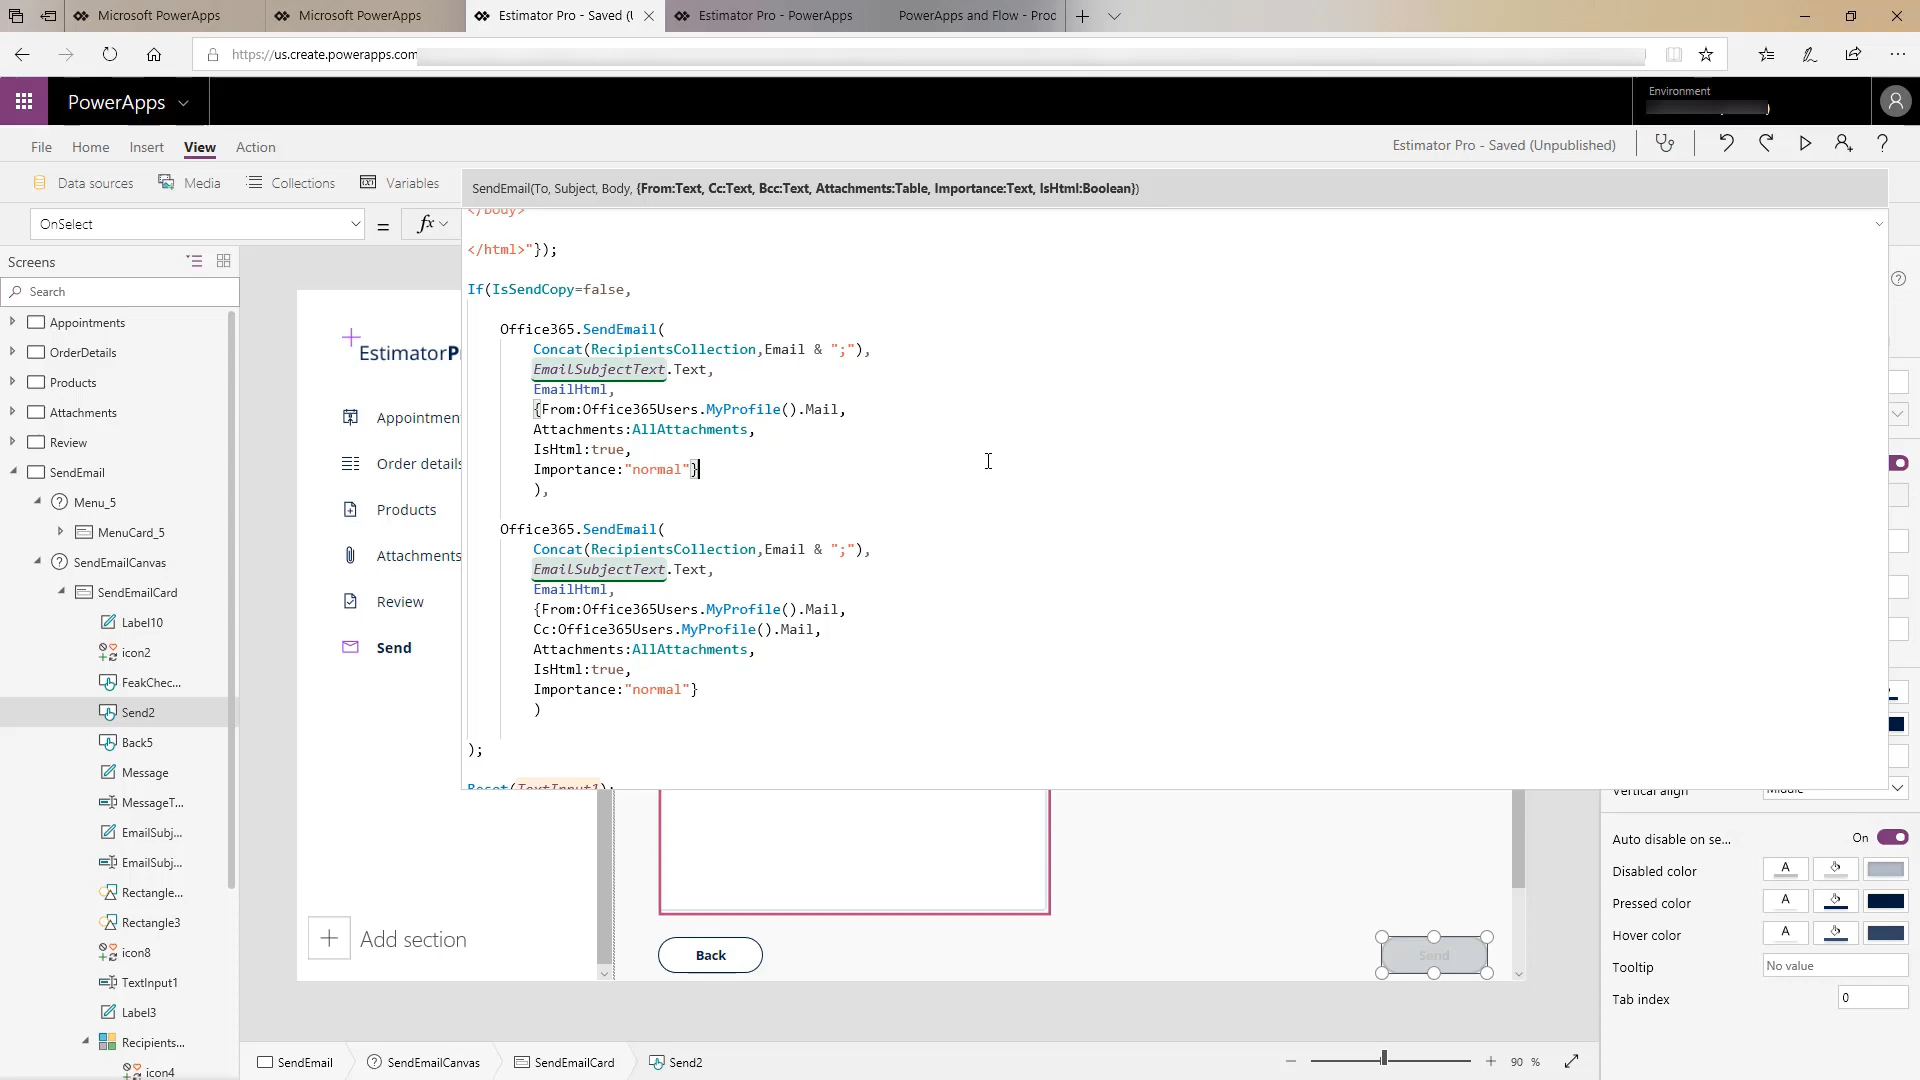 Microsoft PowerApps
Microsoft PowerApps
Estimator Pro - Saved (U
Estimator Pro - PowerApps
PowerApps and Flow - Prod
https://us.create.powerapps.com
PowerApps
Environment
File
Home
Insert
View
Action
Estimator Pro - Saved (Unpublished)
Data sources
Media
Collections
Variables
SendEmail(To, Subject, Body, {From:Text, Cc:Text, Bcc:Text, Attachments:Table, Importance:Text, IsHtml:Boolean})
OnSelect
=
fx
</body>
</html>"});
If(IsSendCopy=false,
Office365.SendEmail(
Concat(RecipientsCollection,Email & ";"),
EmailSubjectText.Text,
EmailHtml,
{From:Office365Users.MyProfile().Mail,
Attachments:AllAttachments,
IsHtml:true,
Importance:"normal"}
),
Office365.SendEmail(
Concat(RecipientsCollection,Email & ";"),
EmailSubjectText.Text,
EmailHtml,
{From:Office365Users.MyProfile().Mail,
Cc:Office365Users.MyProfile().Mail,
Attachments:AllAttachments,
IsHtml:true,
Importance:"normal"}
)
);
Reset(TextInput1);
Screens
Search
Appointments
OrderDetails
Products
Attachments
Review
SendEmail
Menu_5
MenuCard_5
SendEmailCanvas
SendEmailCard
Label10
icon2
FeakChec...
Send2
Back5
Message
MessageT...
EmailSubj...
EmailSubj...
Rectangle...
Rectangle3
icon8
TextInput1
Label3
Recipients...
icon4
EstimatorP
Appointmen
Order details
Products
Attachments
Review
Send
Add section
Back
Send
Vertical align
Middle
Auto disable on se...
On
Disabled color
Pressed color
Hover color
Tooltip
No value
Tab index
0
SendEmail
SendEmailCanvas
SendEmailCard
Send2
90 %